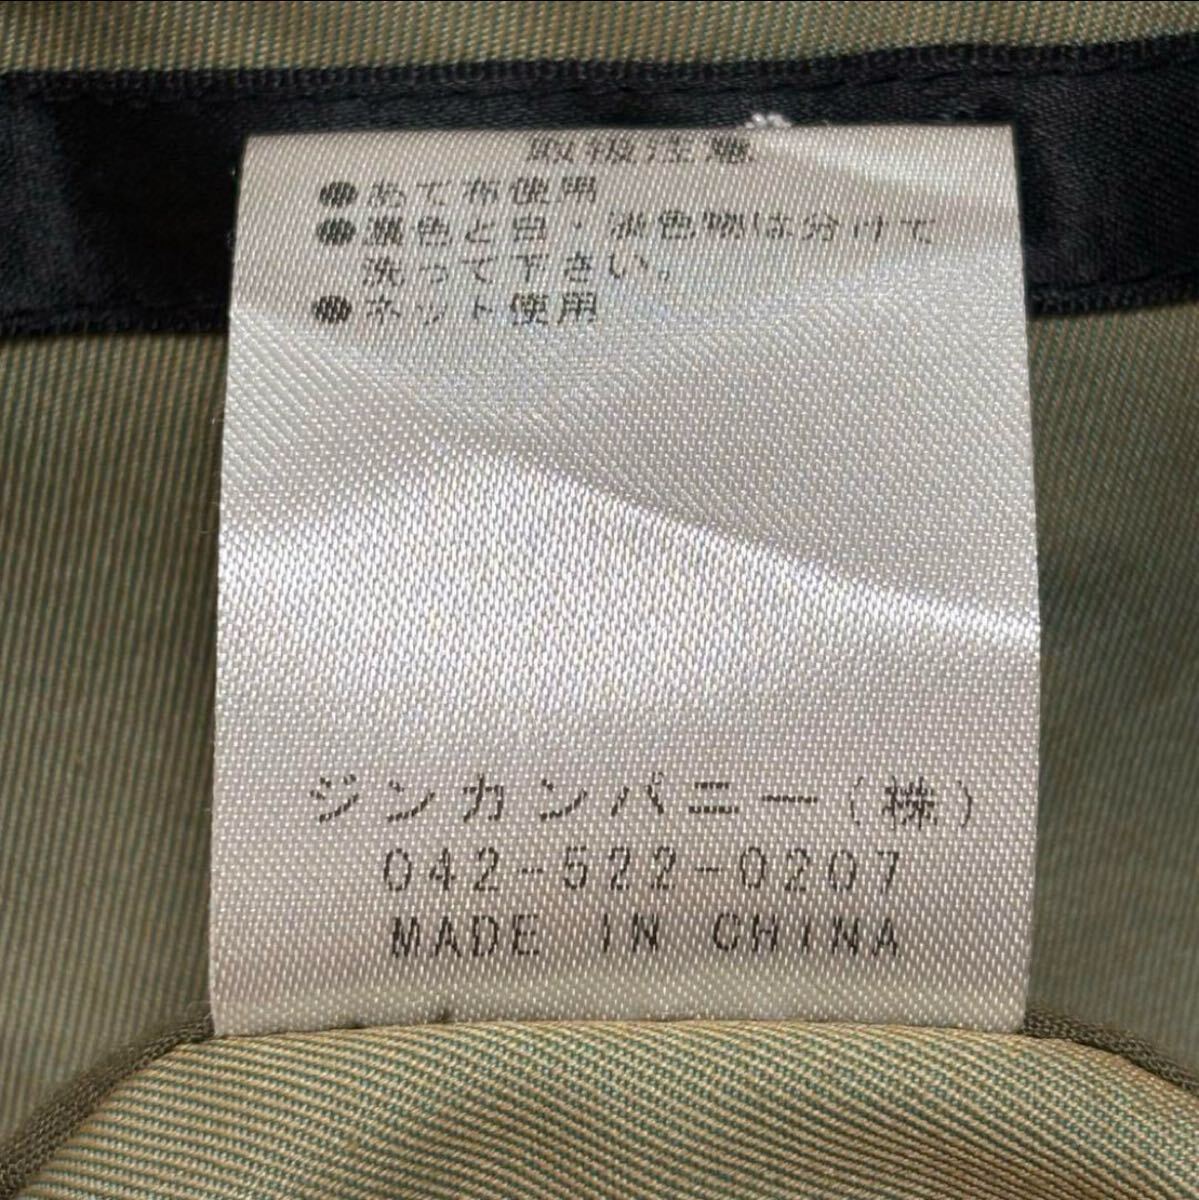 取扱注意
●あて布使用
●濃色と白・淡色物は分けて
洗って下さい。
●ネット使用
ジンカンパニー(株)
042-522-0207
MADE IN CHINA